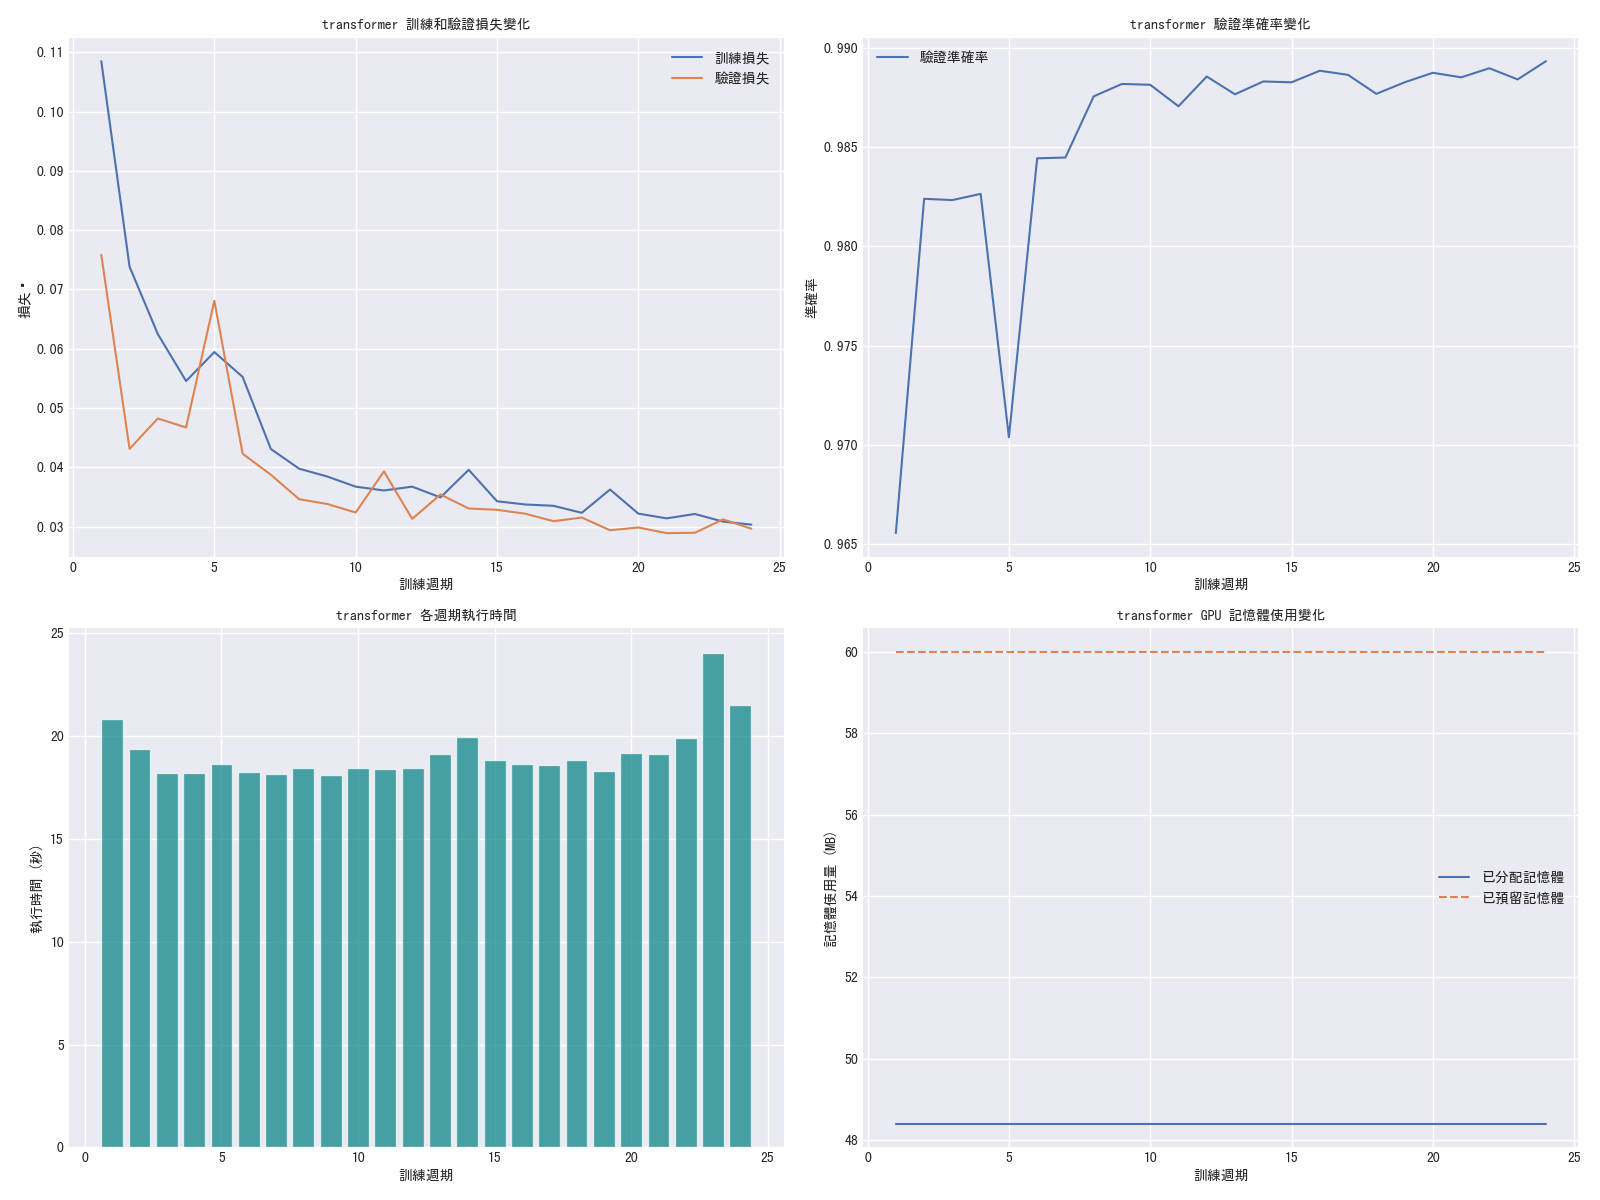 transformer 訓練和驗證損失變化
0.11
0.10
0.09
0.08
0.07
0.06
0.05
0.04
0.03
損失
訓練損失
驗證損失
0 5 10 15 20 25
訓練週期
transformer 驗證準確率變化
0.990
0.985
0.980
0.975
0.970
0.965
準確率
驗證準確率
0 5 10 15 20 25
訓練週期
transformer 各週期執行時間
25
20
15
10
5
0
執行時間 (秒)
0 5 10 15 20 25
訓練週期
transformer GPU 記憶體使用變化
60
58
56
54
52
50
48
記憶體使用量 (MB)
已分配記憶體
已預留記憶體
0 5 10 15 20 25
訓練週期